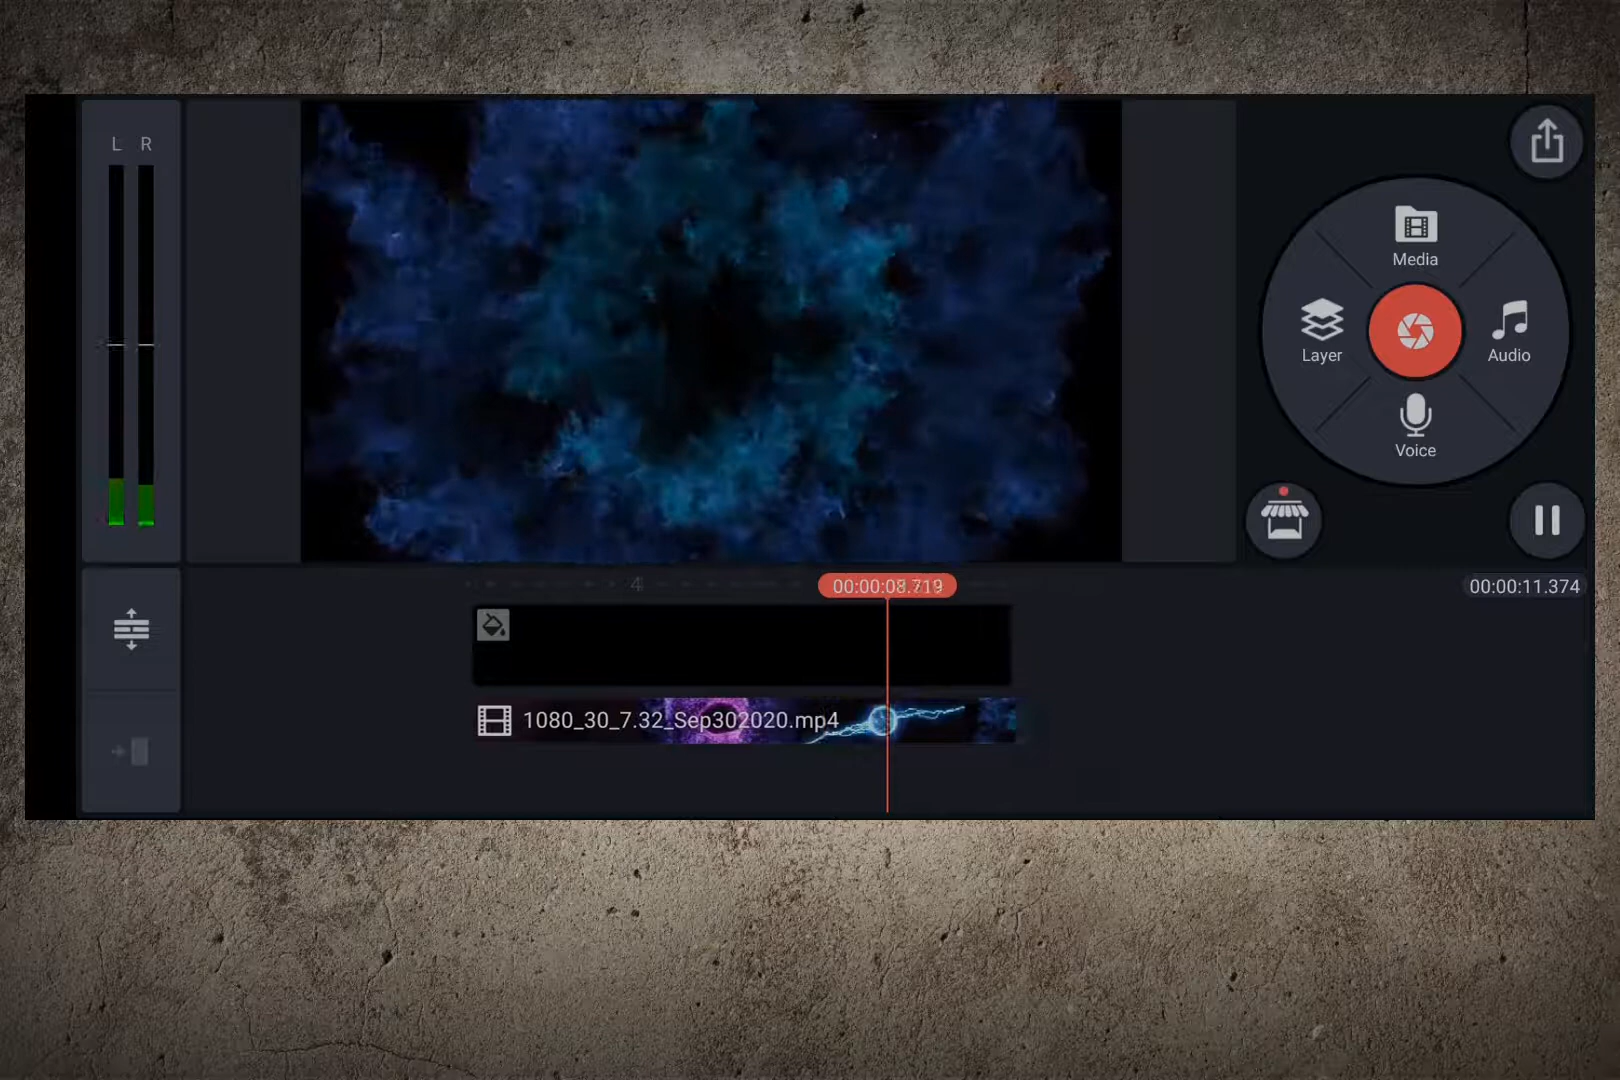 L R
Media
Layer
Audio
Voice
4
00:00:08.719
00:00:11.374
1080_30_7.32_Sep302020.mp4